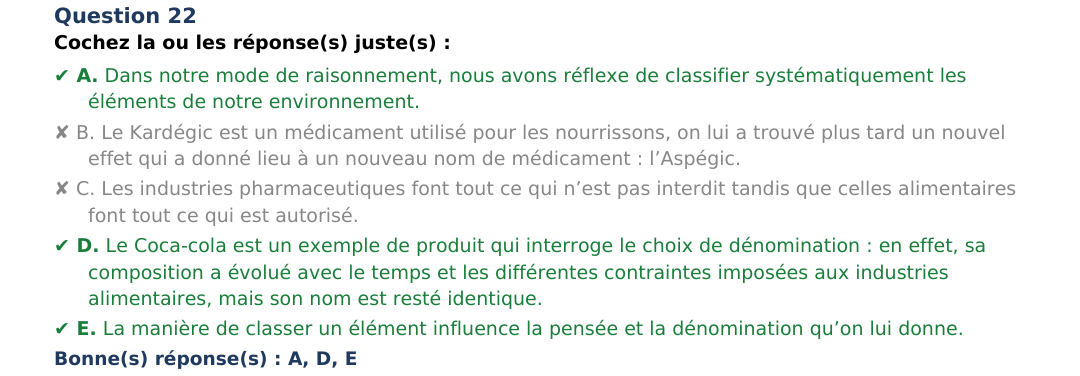 Question 22
Cochez la ou les réponse(s) juste(s) :
✔ A. Dans notre mode de raisonnement, nous avons réflexe de classifier systématiquement les
éléments de notre environnement.
✘ B. Le Kardégic est un médicament utilisé pour les nourrissons, on lui a trouvé plus tard un nouvel
effet qui a donné lieu à un nouveau nom de médicament : l’Aspégic.
✘ C. Les industries pharmaceutiques font tout ce qui n’est pas interdit tandis que celles alimentaires
font tout ce qui est autorisé.
✔ D. Le Coca-cola est un exemple de produit qui interroge le choix de dénomination : en effet, sa
composition a évolué avec le temps et les différentes contraintes imposées aux industries
alimentaires, mais son nom est resté identique.
✔ E. La manière de classer un élément influence la pensée et la dénomination qu’on lui donne.
Bonne(s) réponse(s) : A, D, E